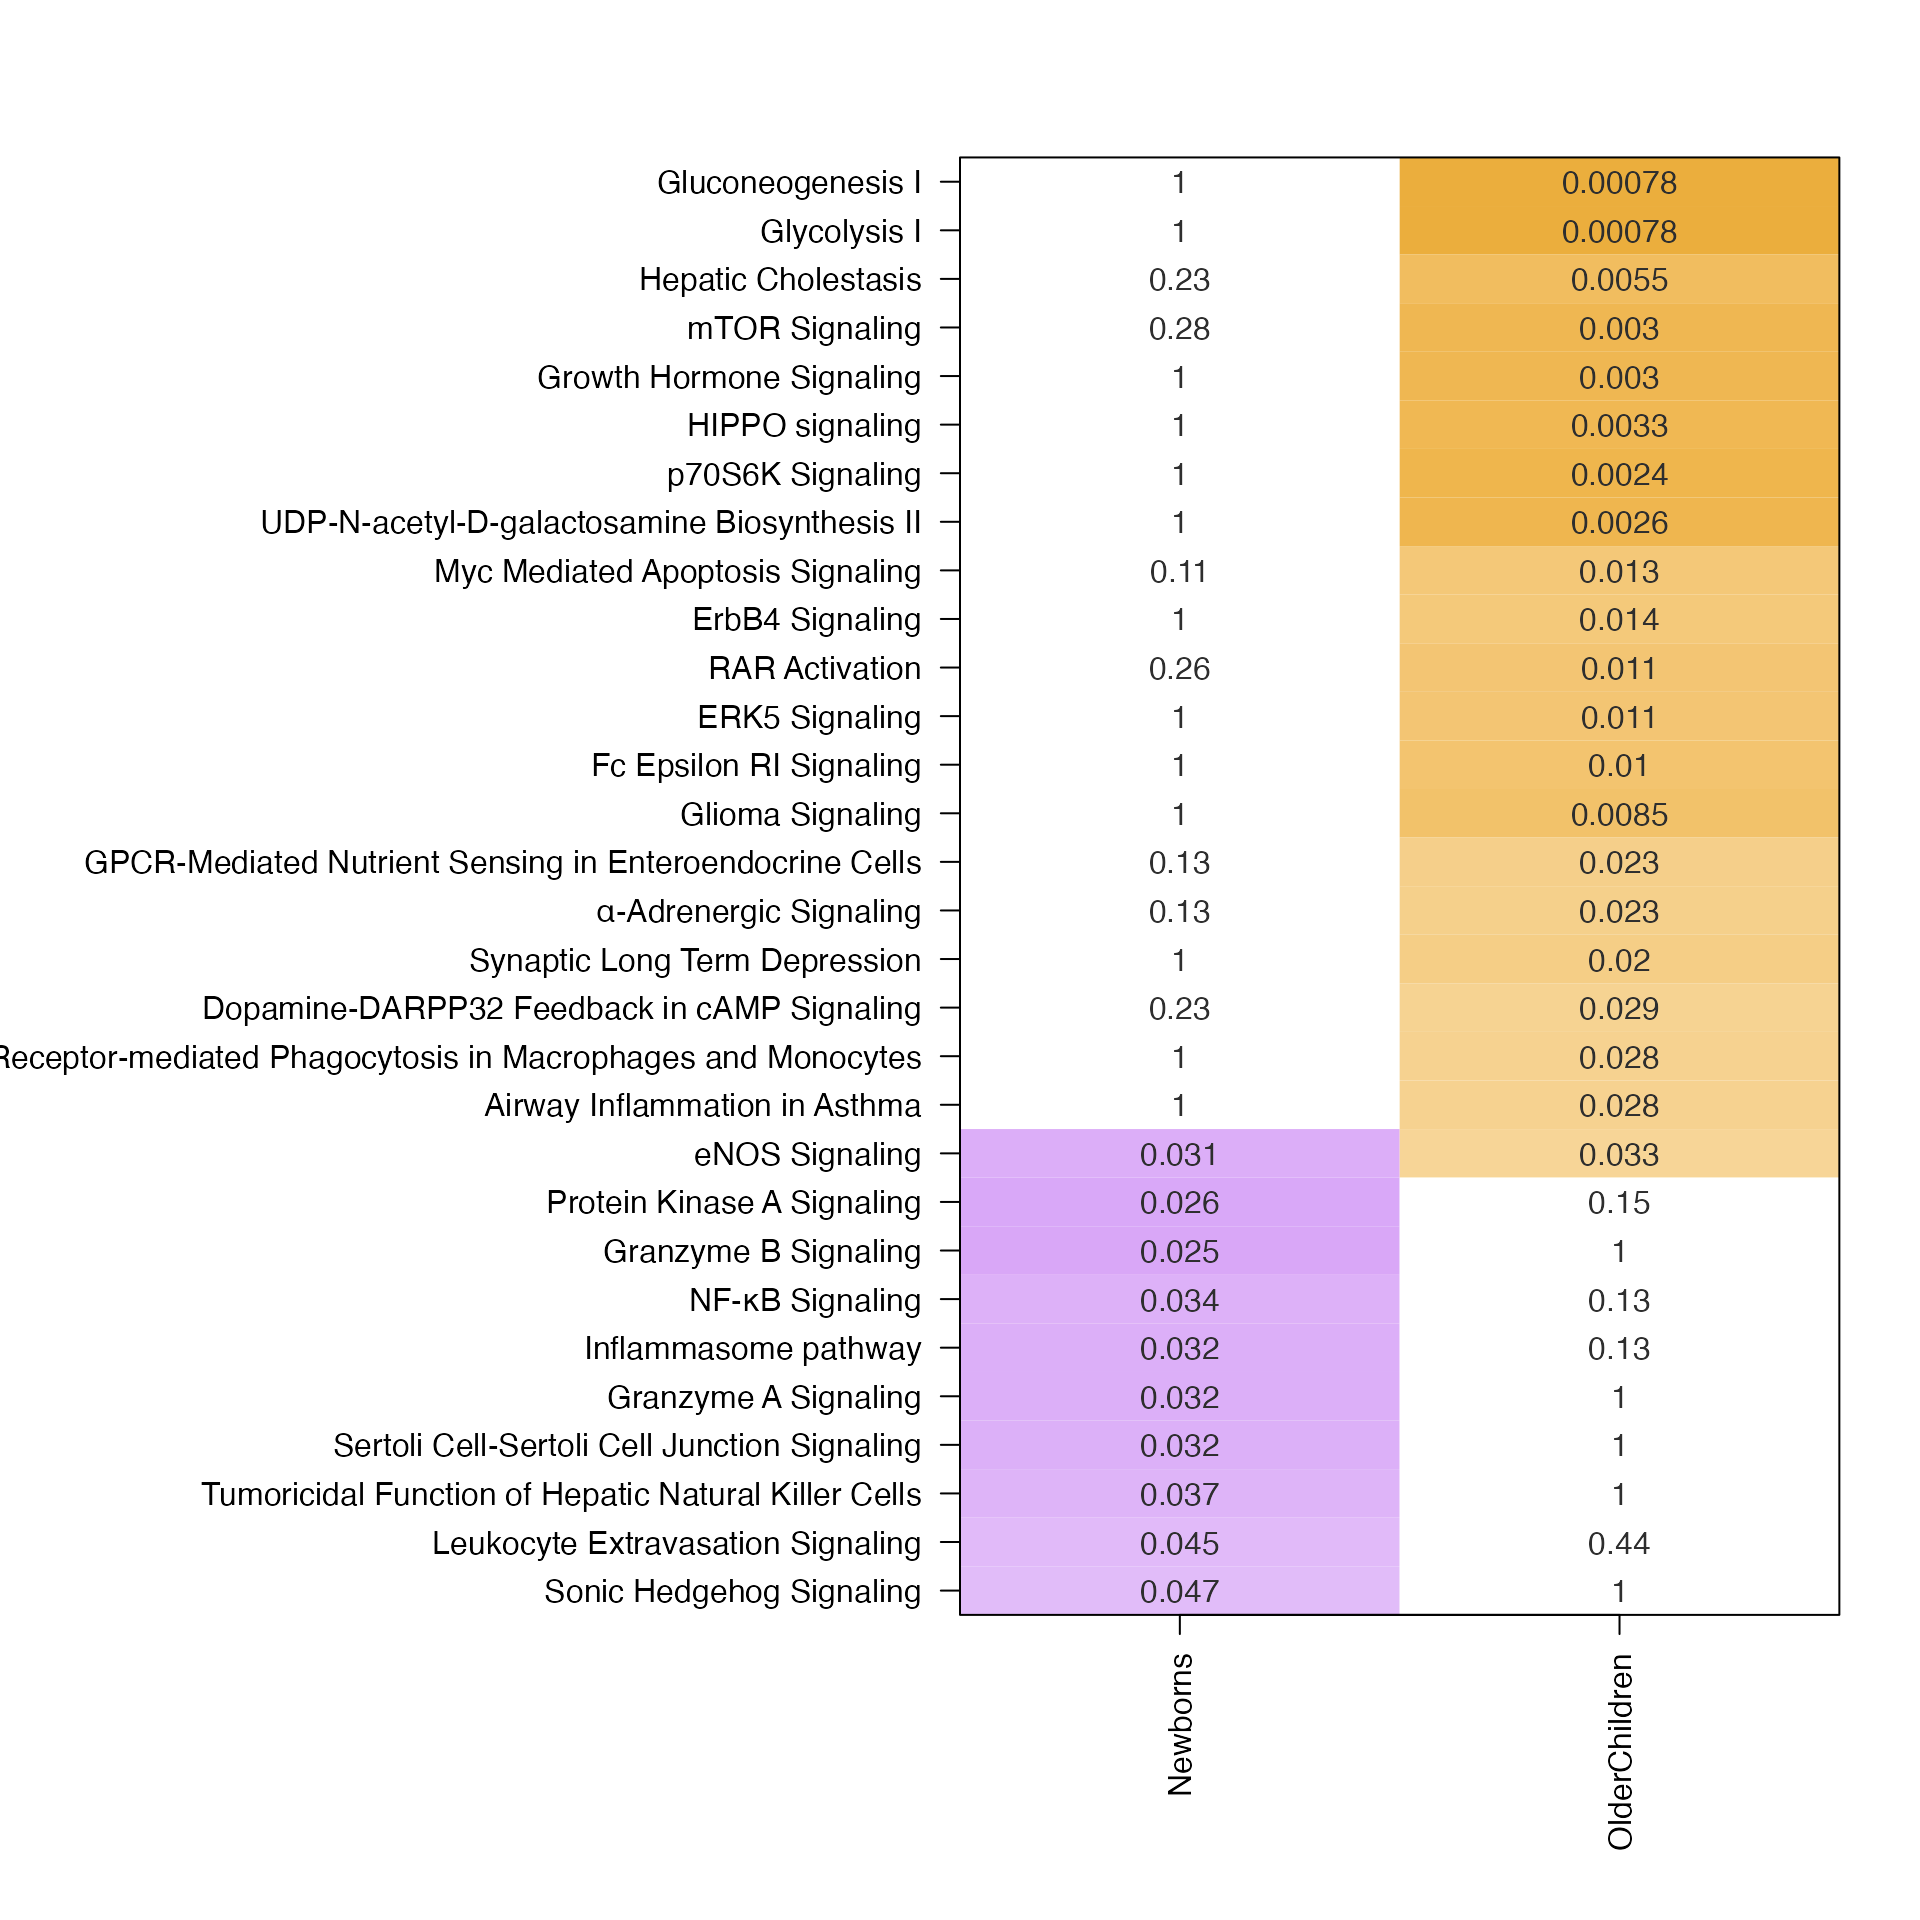 Gluconeogenesis I 1 0.00078
Glycolysis I 1 0.00078
Hepatic Cholestasis 0.23 0.0055
mTOR Signaling 0.28 0.003
Growth Hormone Signaling 1 0.003
HIPPO signaling 1 0.0033
p70S6K Signaling 1 0.0024
UDP-N-acetyl-D-galactosamine Biosynthesis II 1 0.0026
Myc Mediated Apoptosis Signaling 0.11 0.013
ErbB4 Signaling 1 0.014
RAR Activation 0.26 0.011
ERK5 Signaling 1 0.011
Fc Epsilon RI Signaling 1 0.01
Glioma Signaling 1 0.0085
GPCR-Mediated Nutrient Sensing in Enteroendocrine Cells 0.13 0.023
α-Adrenergic Signaling 0.13 0.023
Synaptic Long Term Depression 1 0.02
Dopamine-DARPP32 Feedback in cAMP Signaling 0.23 0.029
Receptor-mediated Phagocytosis in Macrophages and Monocytes 1 0.028
Airway Inflammation in Asthma 1 0.028
eNOS Signaling 0.031 0.033
Protein Kinase A Signaling 0.026 0.15
Granzyme B Signaling 0.025 1
NF-κB Signaling 0.034 0.13
Inflammasome pathway 0.032 0.13
Granzyme A Signaling 0.032 1
Sertoli Cell-Sertoli Cell Junction Signaling 0.032 1
Tumoricidal Function of Hepatic Natural Killer Cells 0.037 1
Leukocyte Extravasation Signaling 0.045 0.44
Sonic Hedgehog Signaling 0.047 1
Newborns
OlderChildren